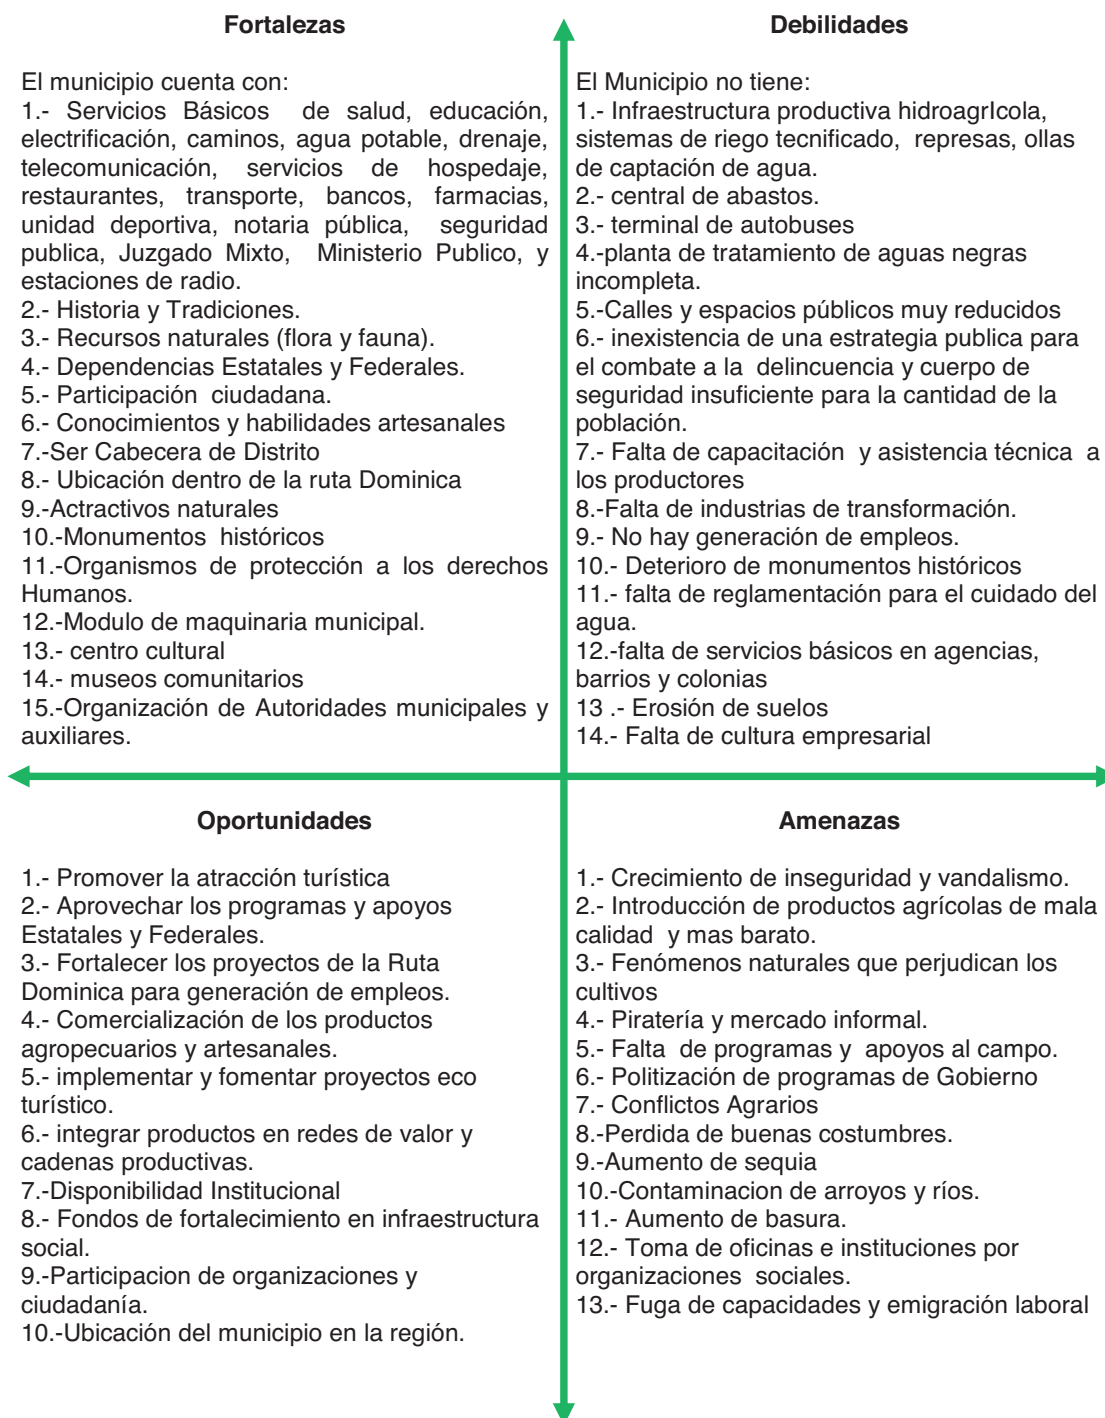 Fortalezas
El municipio cuenta con:
1.- Servicios Básicos de salud, educación,
electrificación, caminos, agua potable, drenaje,
telecomunicación, servicios de hospedaje,
restaurantes, transporte, bancos, farmacias,
unidad deportiva, notaria pública, seguridad
publica, Juzgado Mixto, Ministerio Publico, y
estaciones de radio.
2.- Historia y Tradiciones.
3.- Recursos naturales (flora y fauna).
4.- Dependencias Estatales y Federales.
5.- Participación ciudadana.
6.- Conocimientos y habilidades artesanales
7.-Ser Cabecera de Distrito
8.- Ubicación dentro de la ruta Dominica
9.-Actractivos naturales
10.-Monumentos históricos
11.-Organismos de protección a los derechos
Humanos.
12.-Modulo de maquinaria municipal.
13.- centro cultural
14.- museos comunitarios
15.-Organización de Autoridades municipales y
auxiliares.
Debilidades
El Municipio no tiene:
1.- Infraestructura productiva hidroagrIcola,
sistemas de riego tecnificado, represas, ollas
de captación de agua.
2.- central de abastos.
3.- terminal de autobuses
4.-planta de tratamiento de aguas negras
incompleta.
5.-Calles y espacios públicos muy reducidos
6.- inexistencia de una estrategia publica para
el combate a la delincuencia y cuerpo de
seguridad insuficiente para la cantidad de la
población.
7.- Falta de capacitación y asistencia técnica a
los productores
8.-Falta de industrias de transformación.
9.- No hay generación de empleos.
10.- Deterioro de monumentos históricos
11.- falta de reglamentación para el cuidado del
agua.
12.-falta de servicios básicos en agencias,
barrios y colonias
13 .- Erosión de suelos
14.- Falta de cultura empresarial
Oportunidades
1.- Promover la atracción turística
2.- Aprovechar los programas y apoyos
Estatales y Federales.
3.- Fortalecer los proyectos de la Ruta
Dominica para generación de empleos.
4.- Comercialización de los productos
agropecuarios y artesanales.
5.- implementar y fomentar proyectos eco
turístico.
6.- integrar productos en redes de valor y
cadenas productivas.
7.-Disponibilidad Institucional
8.- Fondos de fortalecimiento en infraestructura
social.
9.-Participacion de organizaciones y
ciudadanía.
10.-Ubicación del municipio en la región.
Amenazas
1.- Crecimiento de inseguridad y vandalismo.
2.- Introducción de productos agrícolas de mala
calidad y mas barato.
3.- Fenómenos naturales que perjudican los
cultivos
4.- Piratería y mercado informal.
5.- Falta de programas y apoyos al campo.
6.- Politización de programas de Gobierno
7.- Conflictos Agrarios
8.-Perdida de buenas costumbres.
9.-Aumento de sequia
10.-Contaminacion de arroyos y ríos.
11.- Aumento de basura.
12.- Toma de oficinas e instituciones por
organizaciones sociales.
13.- Fuga de capacidades y emigración laboral